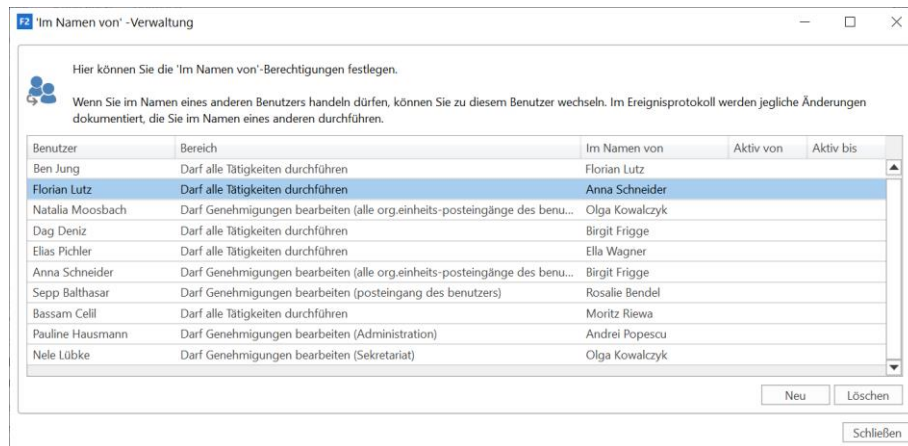 F2 'Im Namen von' -Verwaltung
Hier können Sie die 'Im Namen von'-Berechtigungen festlegen.
Wenn Sie im Namen eines anderen Benutzers handeln dürfen, können Sie zu diesem Benutzer wechseln. Im Ereignisprotokoll werden jegliche Änderungen
dokumentiert, die Sie im Namen eines anderen durchführen.
Benutzer Bereich Im Namen von Aktiv von Aktiv bis
Ben Jung Darf alle Tätigkeiten durchführen Florian Lutz
Florian Lutz Darf alle Tätigkeiten durchführen Anna Schneider
Natalia Moosbach Darf Genehmigungen bearbeiten (alle org.einheits-posteingänge des benu... Olga Kowalczyk
Dag Deniz Darf alle Tätigkeiten durchführen Birgit Frigge
Elias Pichler Darf alle Tätigkeiten durchführen Ella Wagner
Anna Schneider Darf Genehmigungen bearbeiten (alle org.einheits-posteingänge des benu... Birgit Frigge
Sepp Balthasar Darf Genehmigungen bearbeiten (posteingang des benutzers) Rosalie Bendel
Bassam Celil Darf alle Tätigkeiten durchführen Moritz Riewa
Pauline Hausmann Darf Genehmigungen bearbeiten (Administration) Andrei Popescu
Nele Lübke Darf Genehmigungen bearbeiten (Sekretariat) Olga Kowalczyk
Neu Löschen
Schließen